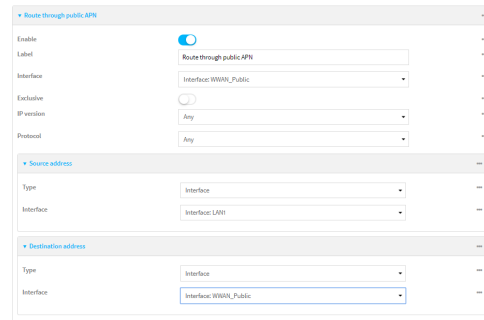 Route through public APN
Enable
Label Route through public APN
Interface Interface: WWAN_Public
Exclusive
IP version Any
Protocol Any
Source address
Type Interface
Interface Interface: LAN1
Destination address
Type Interface
Interface Interface: WWAN_Public